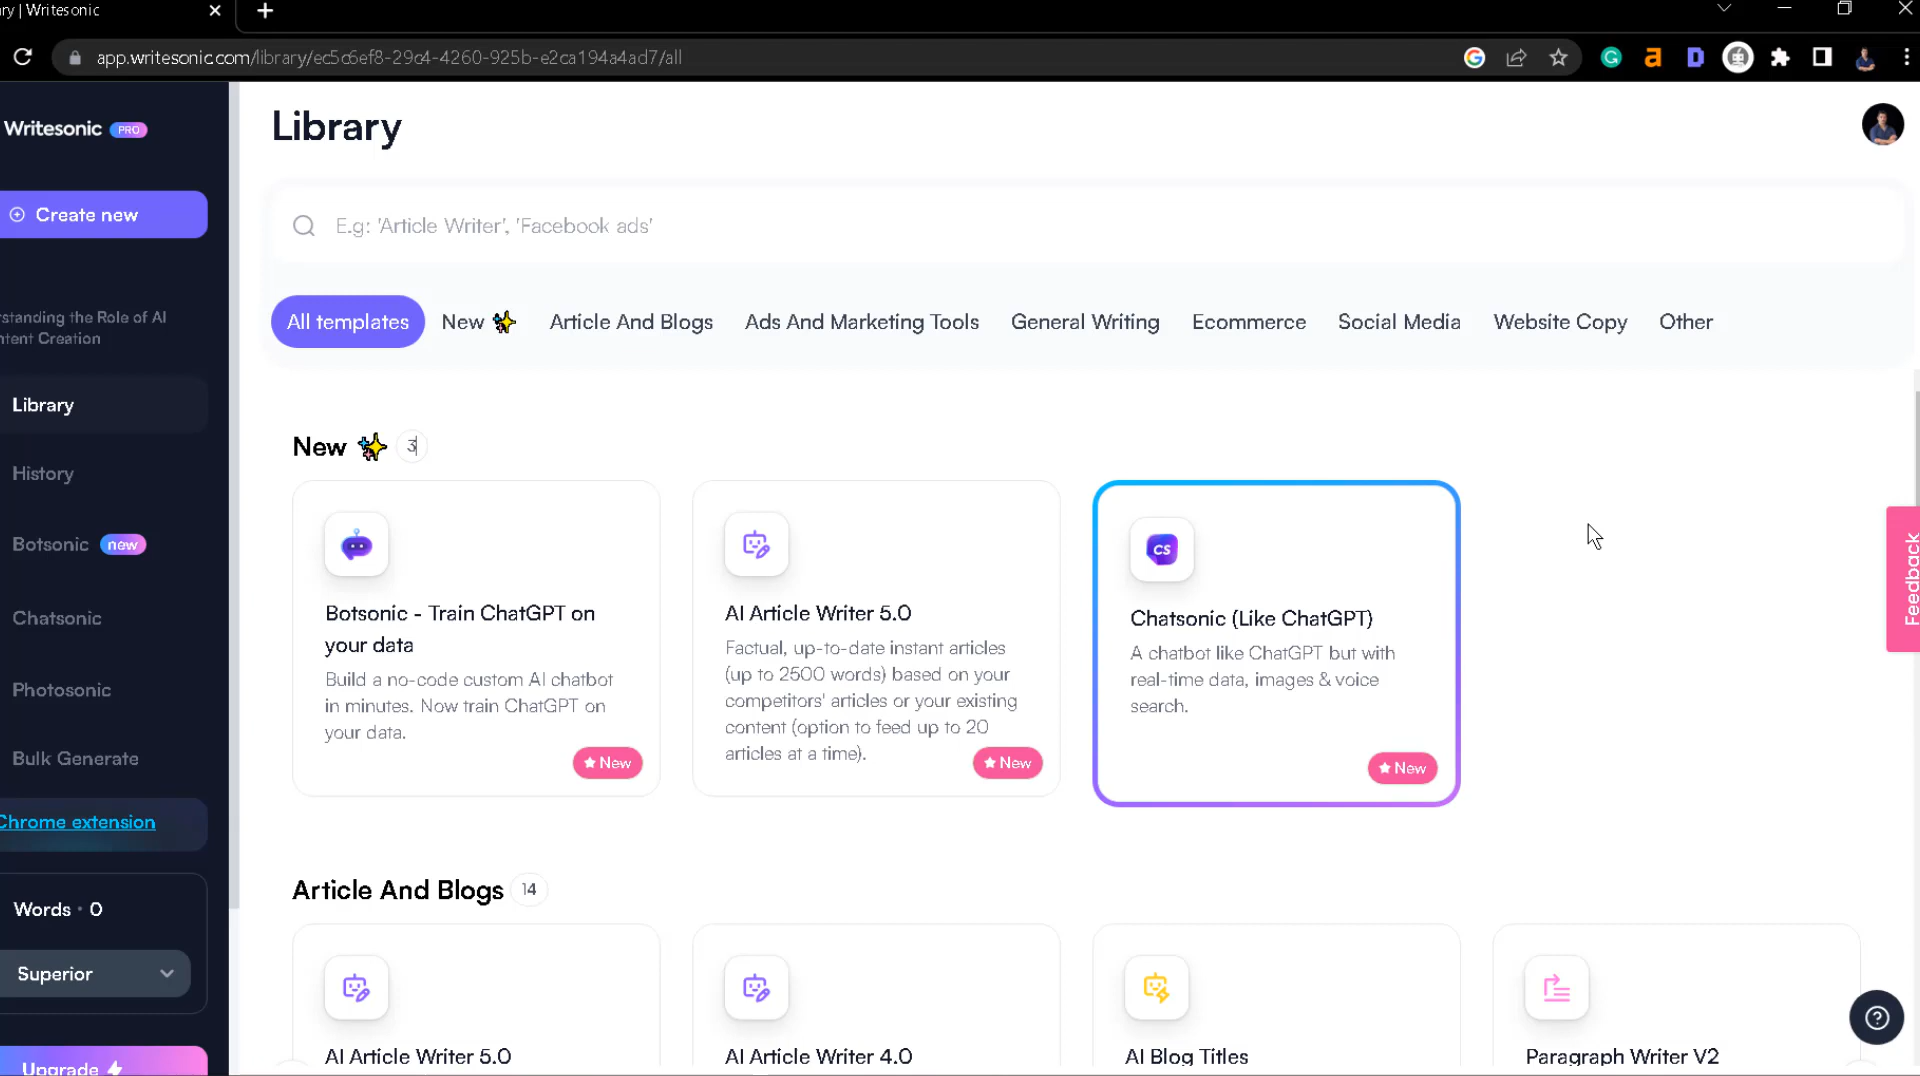 ry | Writesonic
app.writesonic.com/library/ec5c6ef8-29c4-4260-925b-e2ca194a4ad7/all
Writesonic PRO
Create new
rstanding the Role of AI
ntent Creation
Library
History
Botsonic new
Chatsonic
Photosonic
Bulk Generate
Chrome extension
Words · 0
Superior
Upgrade
Library
E.g: 'Article Writer', 'Facebook ads'
All templates New ✨ Article And Blogs Ads And Marketing Tools General Writing Ecommerce Social Media Website Copy Other
New ✨ 3
Botsonic - Train ChatGPT on
your data
Build a no-code custom AI chatbot
in minutes. Now train ChatGPT on
your data.
New
AI Article Writer 5.0
Factual, up-to-date instant articles
(up to 2500 words) based on your
competitors' articles or your existing
content (option to feed up to 20
articles at a time).
New
CS
Chatsonic (Like ChatGPT)
A chatbot like ChatGPT but with
real-time data, images & voice
search.
New
Feedback
Article And Blogs 14
AI Article Writer 5.0
AI Article Writer 4.0
AI Blog Titles
Paragraph Writer V2